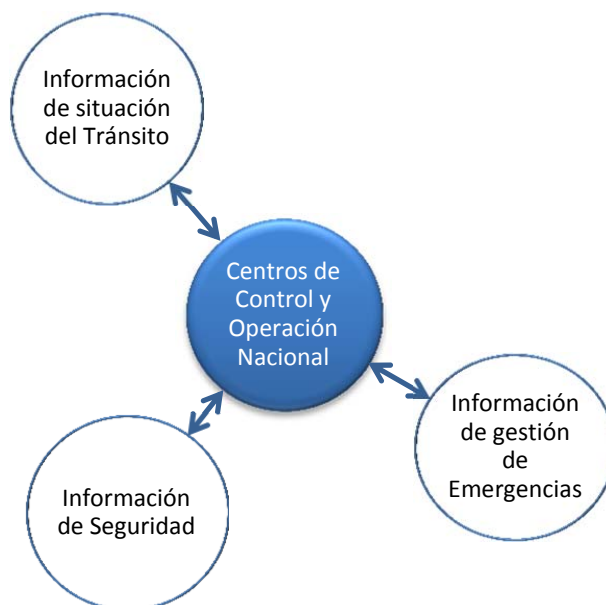 Información
de situación
del Tránsito
Centros de
Control y
Operación
Nacional
Información
de gestión
de
Emergencias
Información
de Seguridad